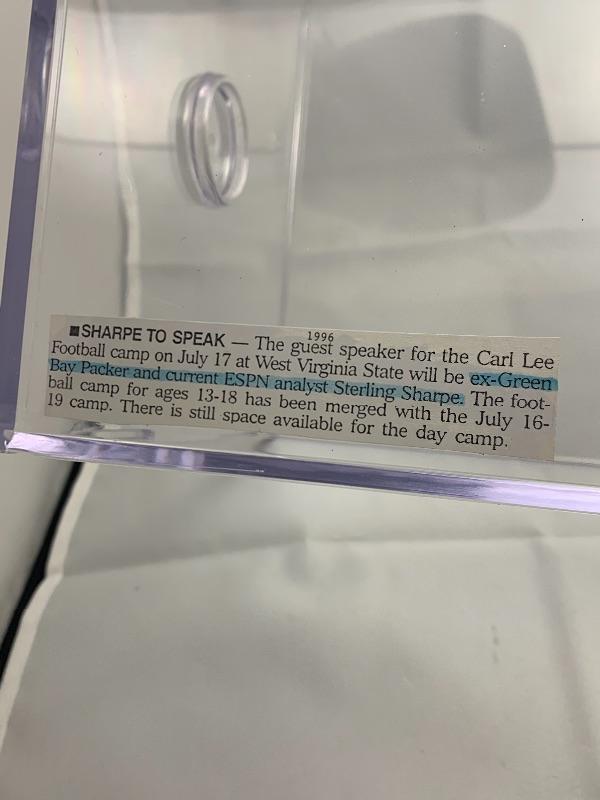 1996
■SHARPE TO SPEAK — The guest speaker for the Carl Lee
Football camp on July 17 at West Virginia State will be ex-Green
Bay Packer and current ESPN analyst Sterling Sharpe. The foot-
ball camp for ages 13-18 has been merged with the July 16-
19 camp. There is still space available for the day camp.